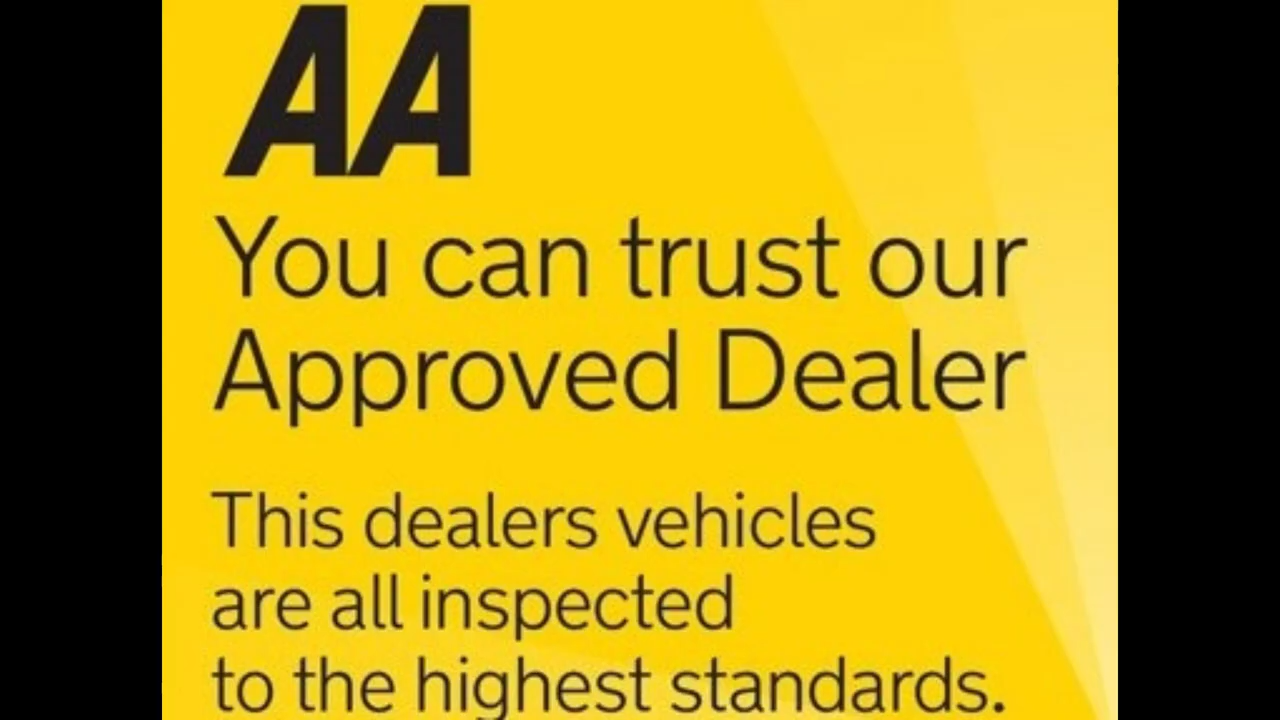 AA
You can trust our
Approved Dealer
This dealers vehicles
are all inspected
to the highest standards.